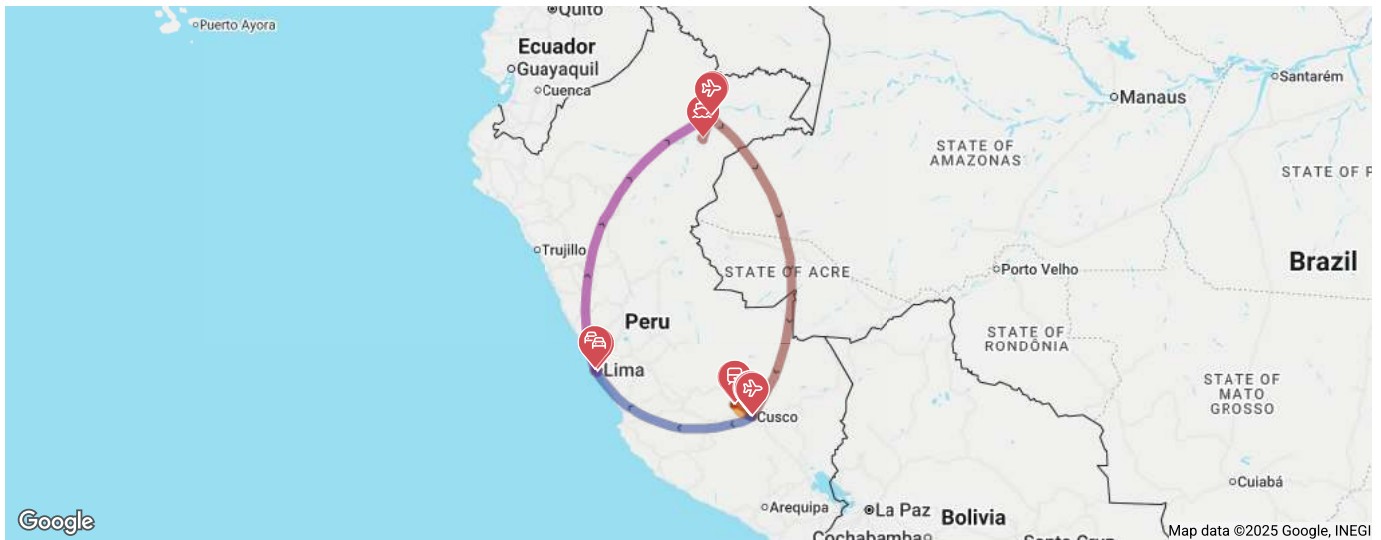 Quito
Puerto Ayora
Ecuador
Guayaquil
Cuenca
Santarém
Manaus
STATE OF
AMAZONAS
STATE OF P
Trujillo
STATE OF ACRE
Porto Velho
Brazil
Peru
STATE OF
RONDÔNIA
Lima
STATE OF
MATO
GROSSO
Cusco
Cuiabá
Arequipa
La Paz
Bolivia
Cochabamba
Santa Cruz
Google
Map data ©2025 Google, INEGI